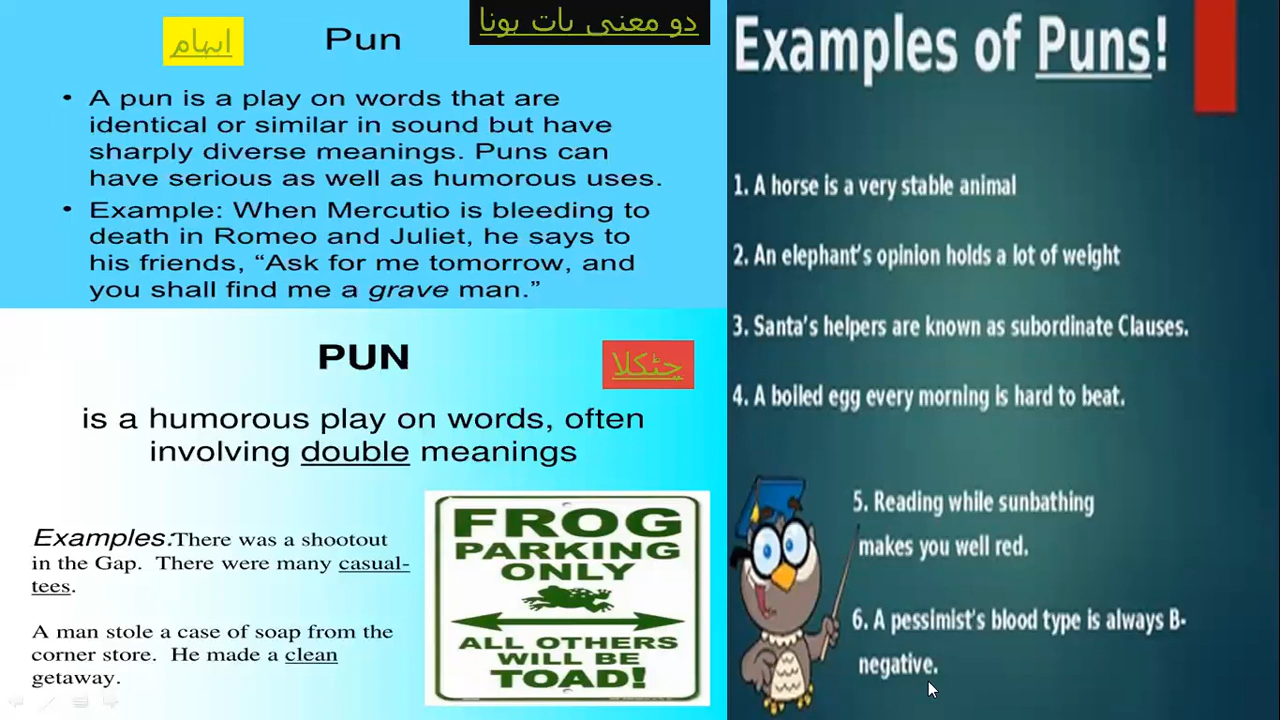 ابہام
Pun
دو معنی بات ہونا
• A pun is a play on words that are
identical or similar in sound but have
sharply diverse meanings. Puns can
have serious as well as humorous uses.
• Example: When Mercutio is bleeding to
death in Romeo and Juliet, he says to
his friends, “Ask for me tomorrow, and
you shall find me a grave man.”
PUN
چٹکلا
is a humorous play on words, often
involving double meanings
Examples:There was a shootout
in the Gap. There were many casual-
tees.
A man stole a case of soap from the
corner store. He made a clean
getaway.
FROG
PARKING
ONLY
ALL OTHERS
WILL BE
TOAD!
Examples of Puns!
1. A horse is a very stable animal
2. An elephant's opinion holds a lot of weight
3. Santa's helpers are known as subordinate Clauses.
4. A boiled egg every morning is hard to beat.
5. Reading while sunbathing
makes you well red.
6. A pessimist's blood type is always B-
negative.